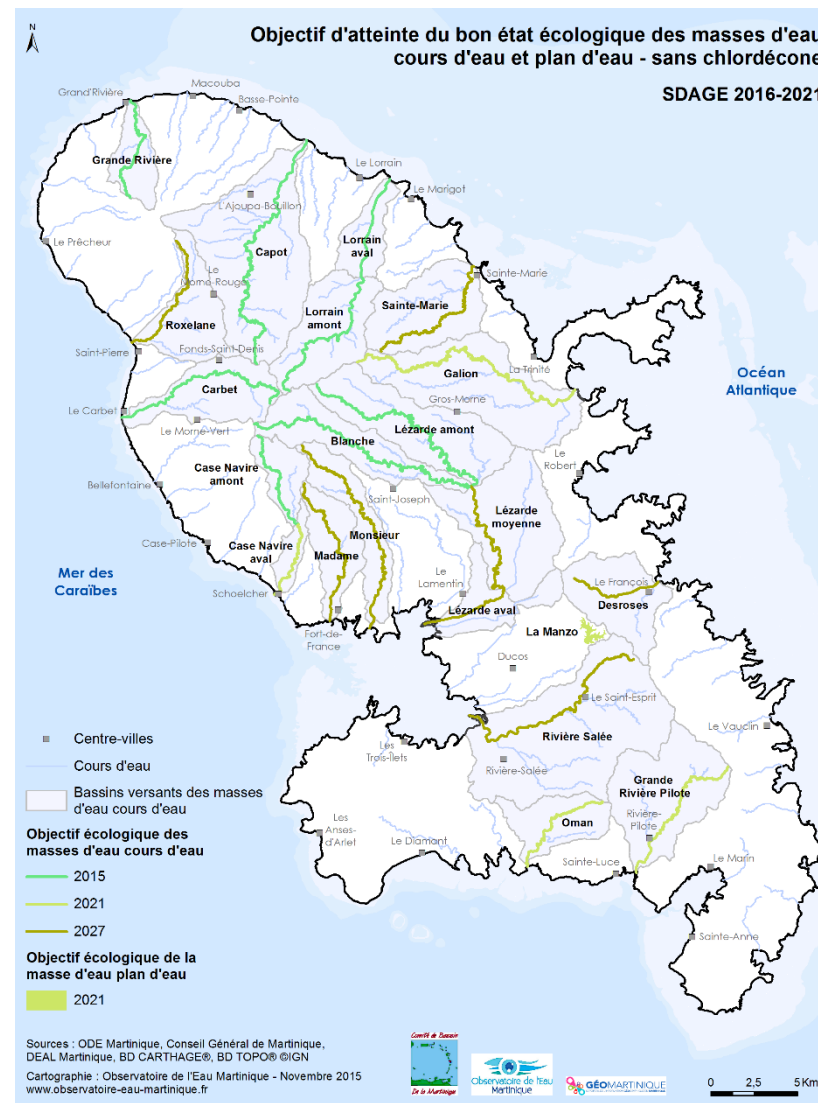 Objectif d'atteinte du bon état écologique des masses d'eau
cours d'eau et plan d'eau - sans chlordécone
SDAGE 2016-2021
N
Grand'Rivière
Macouba
Basse-Pointe
Grande Rivière
Le Lorrain
L'Ajoupa-Bouillon
Le Marigot
Le Prêcheur
Capot
Lorrain
aval
Le
Morne-Rouge
Sainte-Marie
Lorrain
amont
Sainte-Marie
Roxelane
Saint-Pierre
Fonds-Saint-Denis
La Trinité
Galion
Océan
Atlantique
Carbet
Gros-Morne
Le Carbet
Le Morne-Vert
Lézarde amont
Blanche
Case Navire
amont
Le
Robert
Bellefontaine
Saint-Joseph
Lézarde
moyenne
Monsieur
Case-Pilote
Case Navire
aval
Madame
Mer des
Caraïbes
Le
Lamentin
Le François
Schoelcher
Desroses
Lézarde aval
Fort-de-
France
La Manzo
Ducos
Le Saint-Esprit
Rivière Salée
Le Vauclin
Les
Trois-Îlets
Rivière-Salée
Grande
Rivière Pilote
Les
Anses-
d'Arlet
Le Diamant
Oman
Rivière-
Pilote
Sainte-Luce
Le Marin
Sainte-Anne
Centre-villes
Cours d'eau
Bassins versants des masses
d'eau cours d'eau
Objectif écologique des
masses d'eau cours d'eau
2015
2021
2027
Objectif écologique de la
masse d'eau plan d'eau
2021
Sources : ODE Martinique, Conseil Général de Martinique,
DEAL Martinique, BD CARTHAGE®, BD TOPO® ©IGN
Cartographie : Observatoire de l'Eau Martinique - Novembre 2015
www.observatoire-eau-martinique.fr
Comité de Bassin
De la Martinique
Observatoire de l'Eau
Martinique
GÉOMARTINIQUE
0 2,5 5 Km